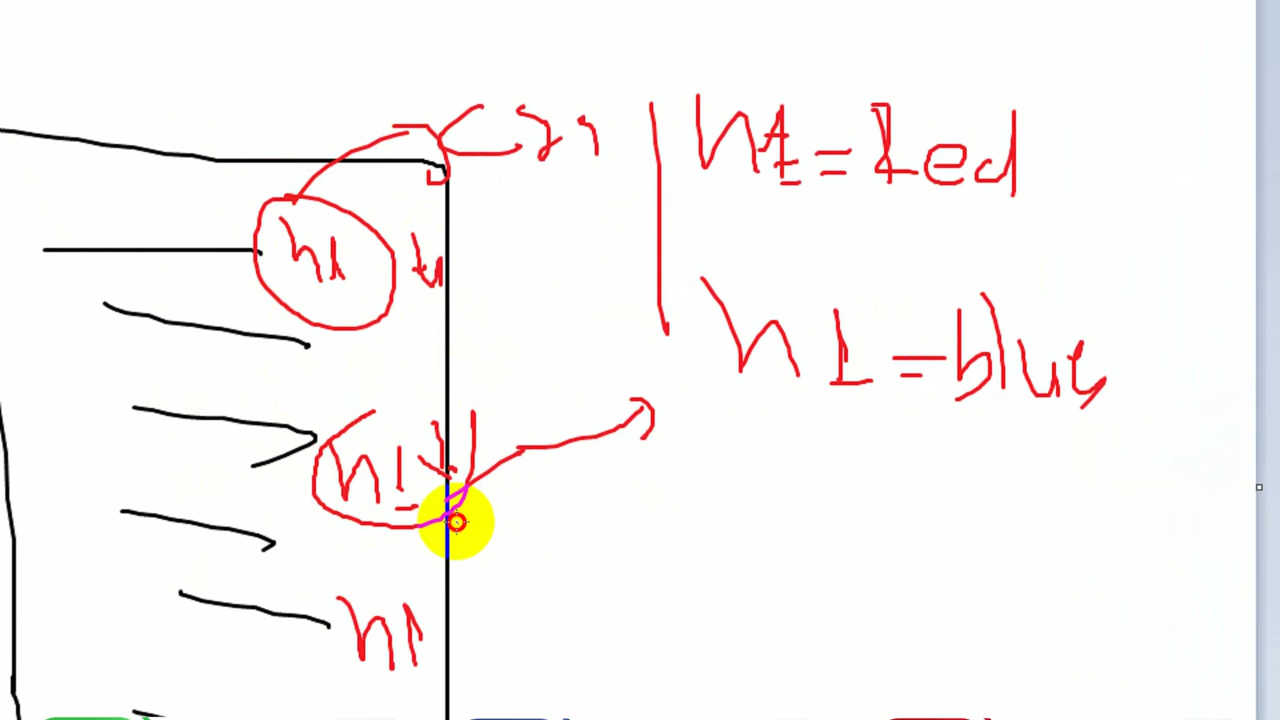 h1 = Red
h1
h1 = blue
h1
h1